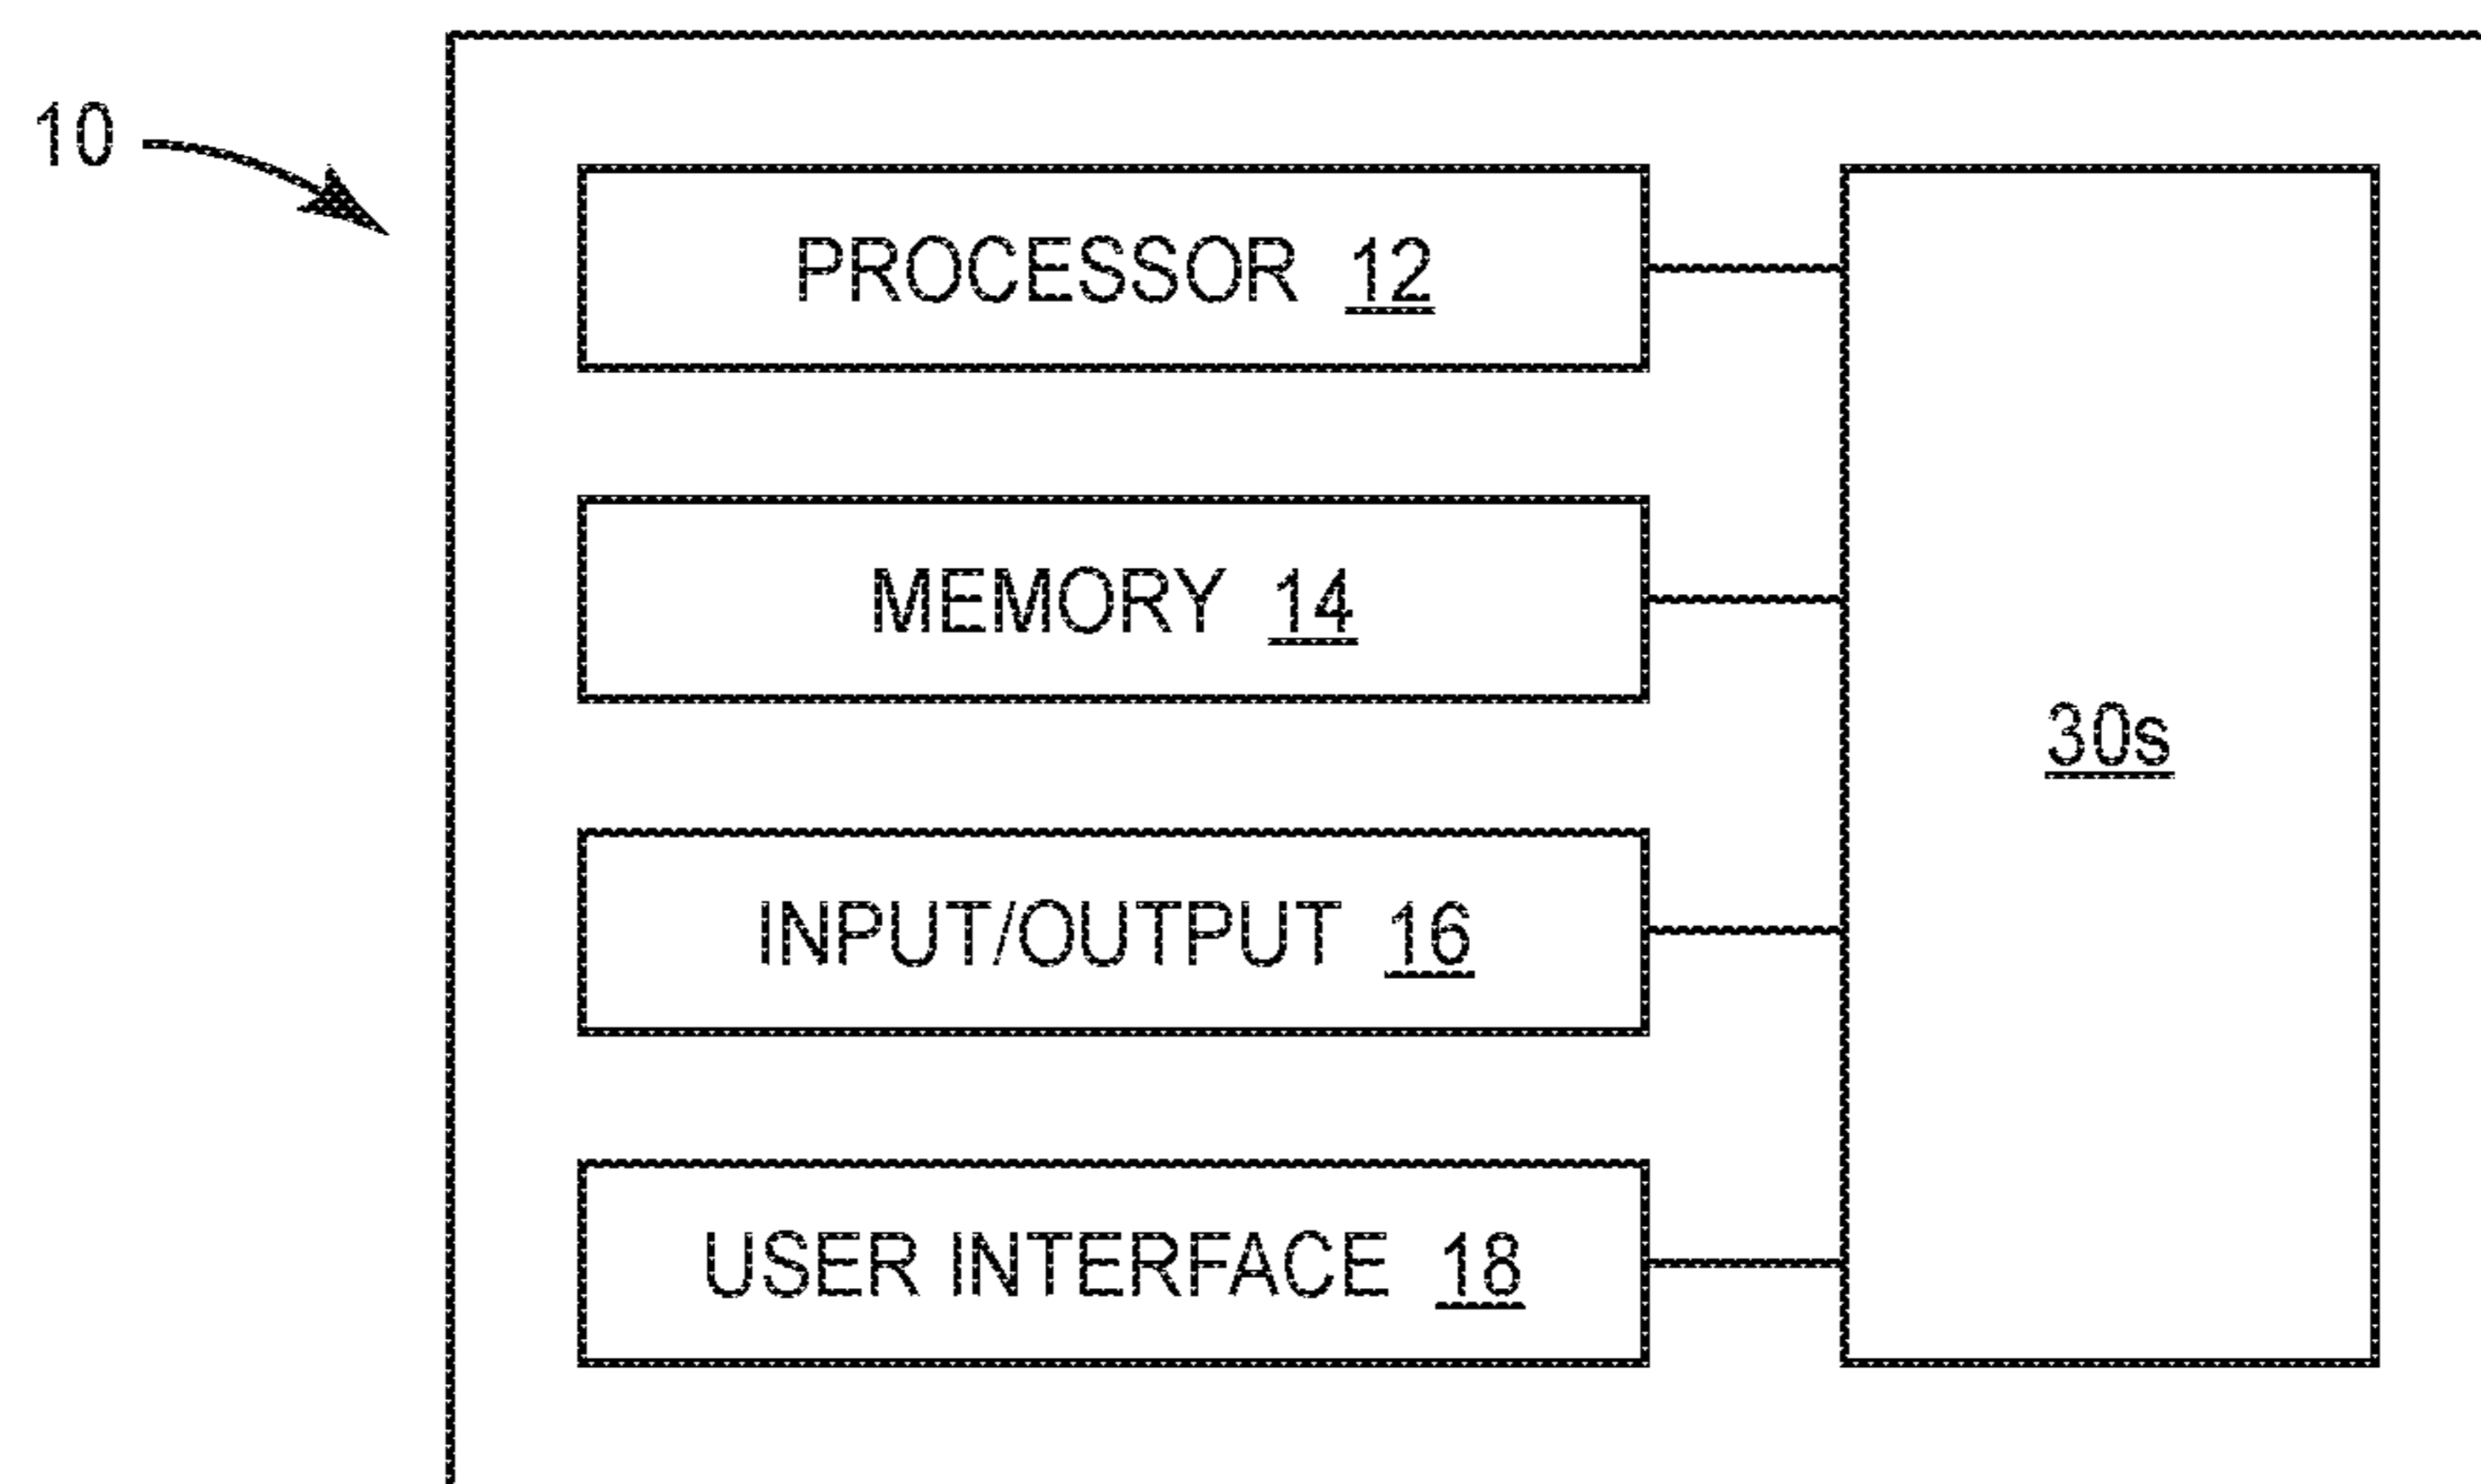 10
PROCESSOR 12
MEMORY 14
30s
INPUT/OUTPUT 16
USER INTERFACE 18